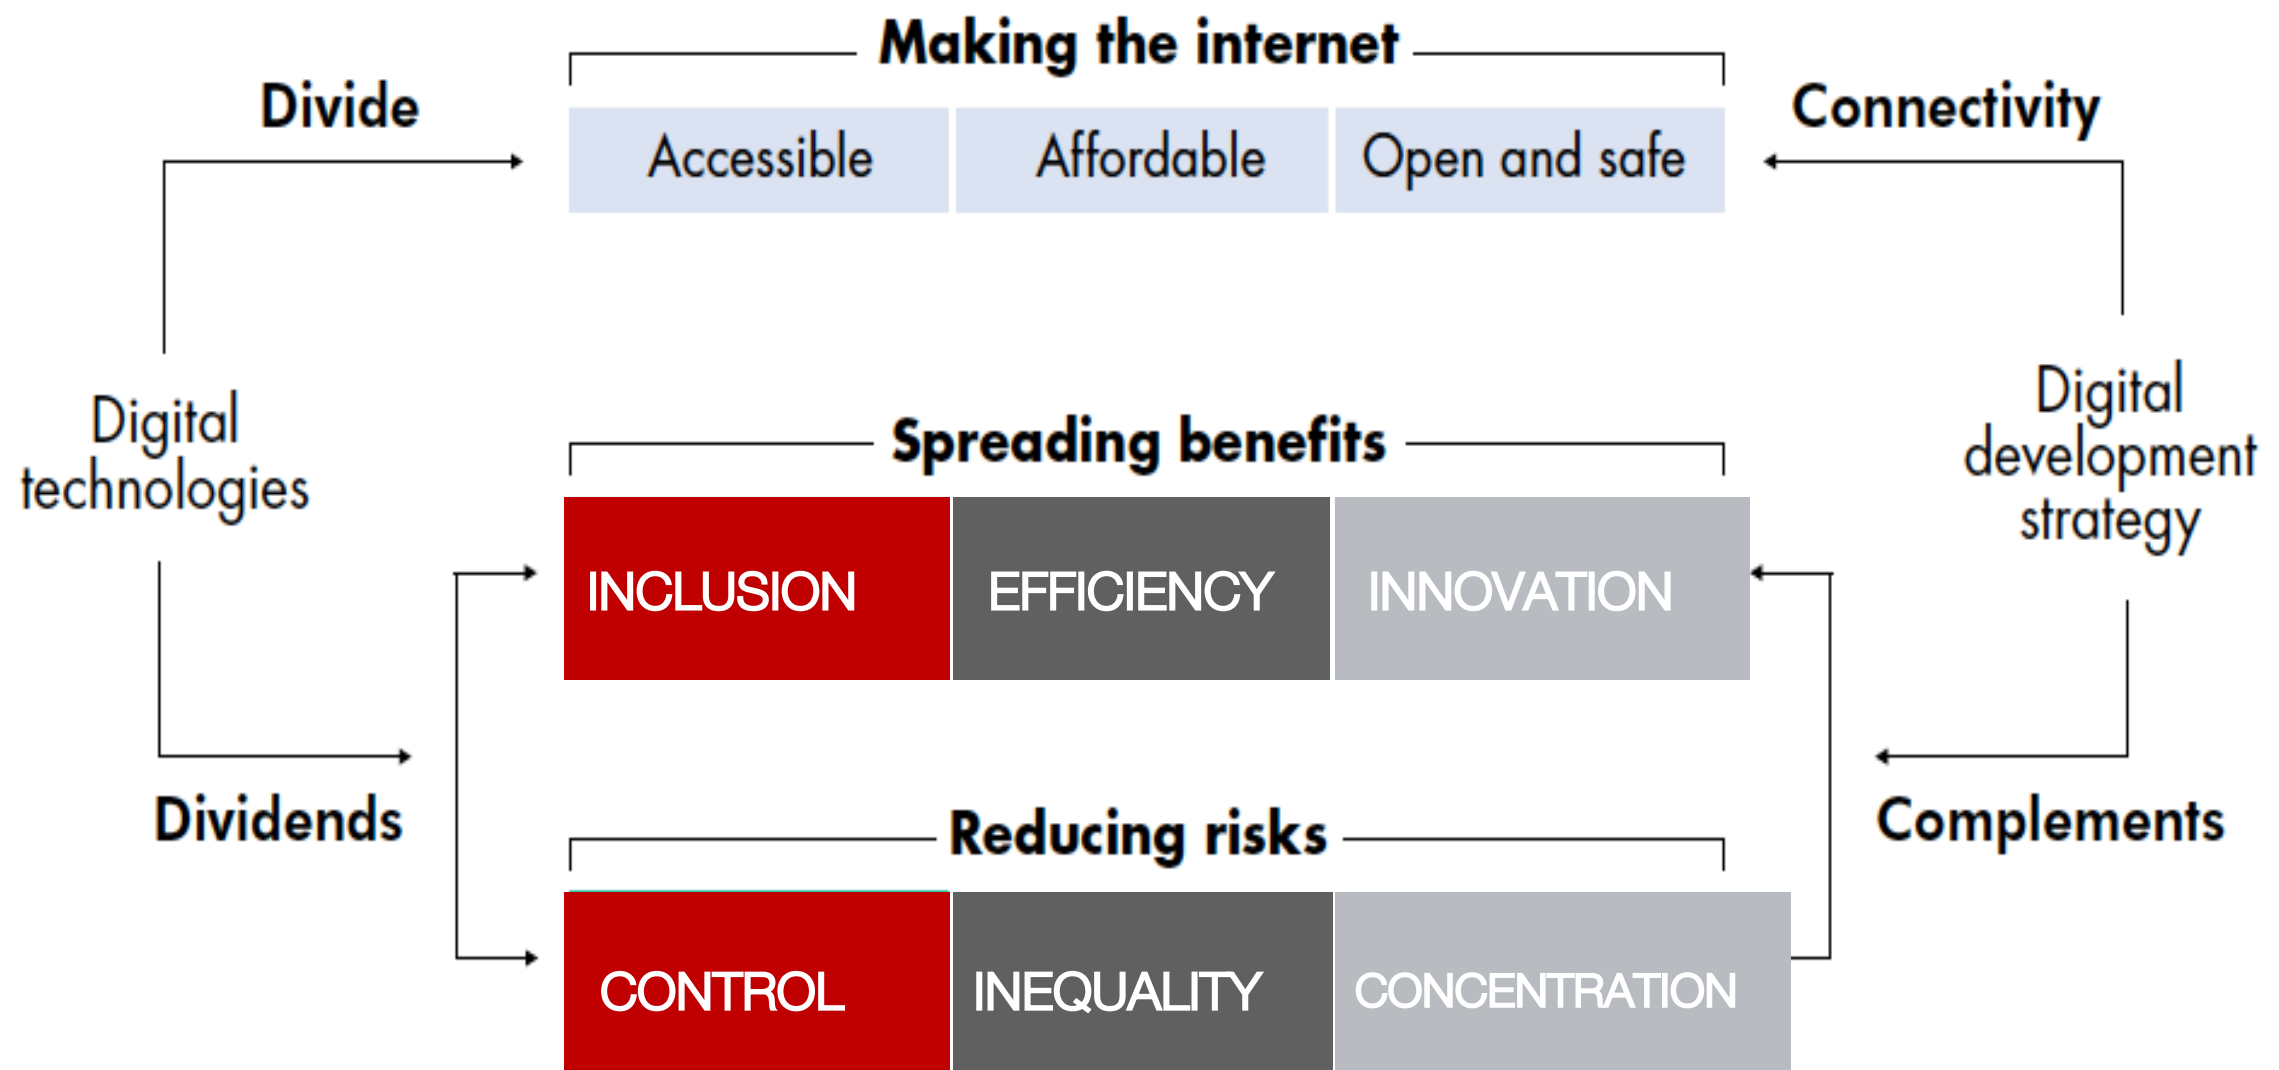 Making the internet
Divide
Connectivity
Accessible
Affordable
Open and safe
Digital
technologies
Digital
development
strategy
Spreading benefits
INCLUSION
EFFICIENCY
INNOVATION
Dividends
Complements
Reducing risks
CONTROL
INEQUALITY
CONCENTRATION